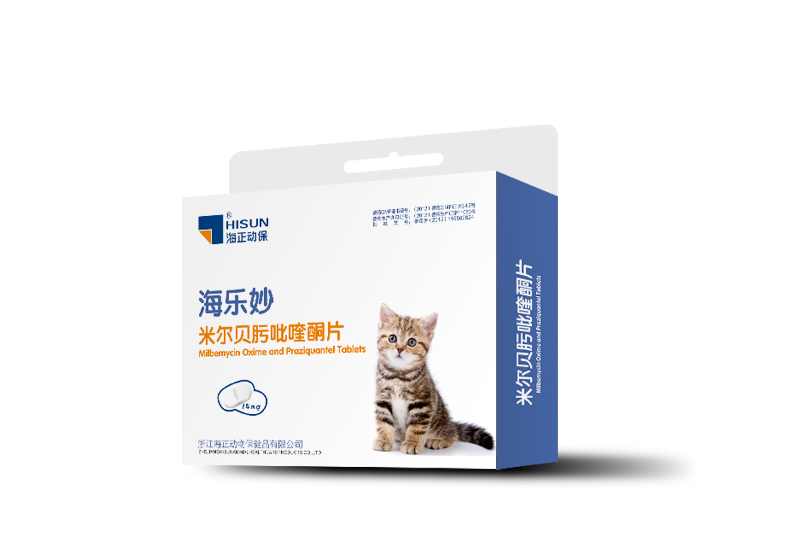 ®
HISUN
海正动保
海乐妙
米尔贝肟吡喹酮片
Milbemycin Oxime and Praziquantel Tablets
浙江海正动物保健品有限公司
米尔贝肟吡喹酮片
Milbemycin Oxime and Praziquantel Tablets